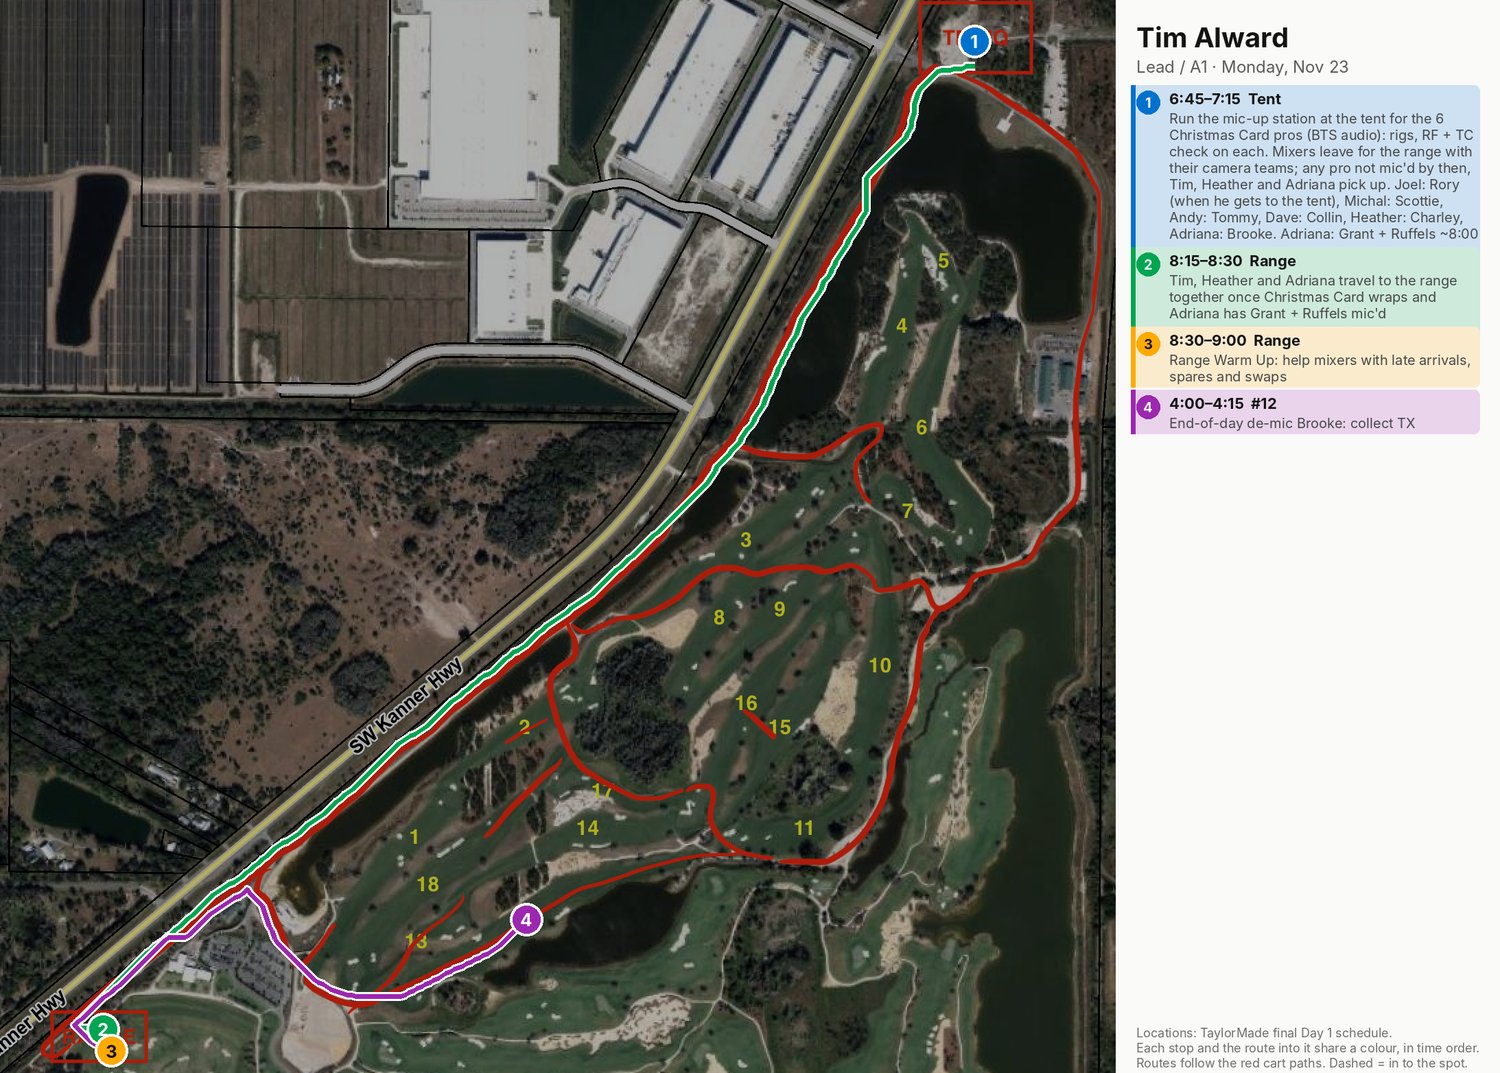 Tim Alward
Lead / A1 · Monday, Nov 23
1
6:45–7:15 Tent
Run the mic-up station at the tent for the 6
Christmas Card pros (BTS audio): rigs, RF + TC
check on each. Mixers leave for the range with
their camera teams; any pro not mic'd by then,
Tim, Heather and Adriana pick up. Joel: Rory
(when he gets to the tent), Michal: Scottie,
Andy: Tommy, Dave: Collin, Heather: Charley,
Adriana: Brooke. Adriana: Grant + Ruffels ~8:00
2
8:15–8:30 Range
Tim, Heather and Adriana travel to the range
together once Christmas Card wraps and
Adriana has Grant + Ruffels mic'd
3
8:30–9:00 Range
Range Warm Up: help mixers with late arrivals,
spares and swaps
4
4:00–4:15 #12
End-of-day de-mic Brooke: collect TX
Locations: TaylorMade final Day 1 schedule.
Each stop and the route into it share a colour, in time order.
Routes follow the red cart paths. Dashed = in to the spot.
1
5
4
6
7
3
8
9
10
16
15
2
17
14
11
1
18
13
4
SW Kanner Hwy
Hwy
2
3